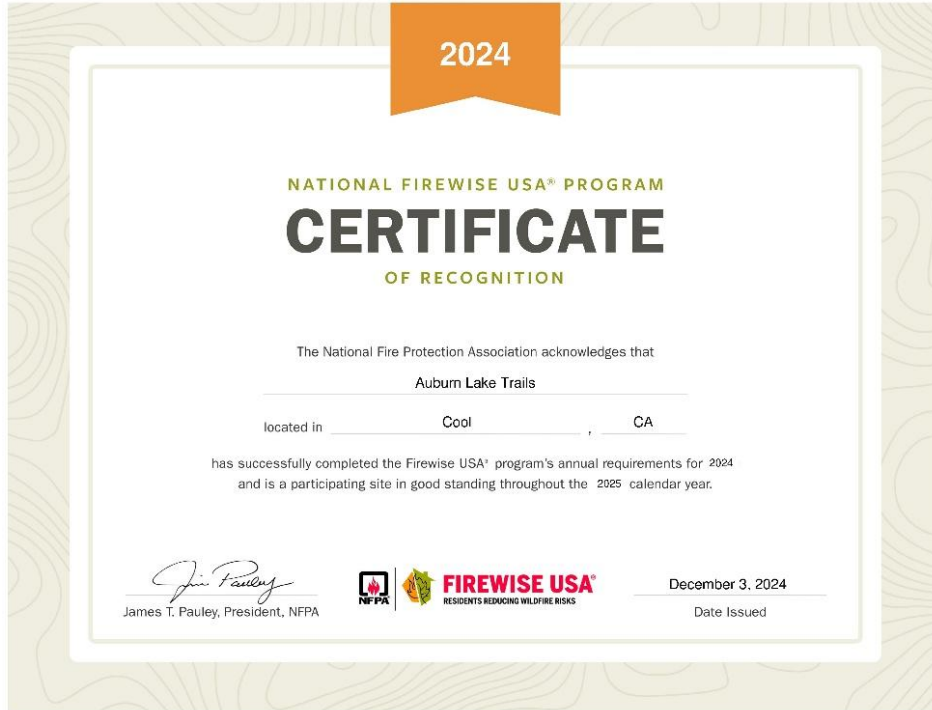 2024
NATIONAL FIREWISE USA® PROGRAM
CERTIFICATE
OF RECOGNITION
The National Fire Protection Association acknowledges that
Auburn Lake Trails
located in Cool , CA
has successfully completed the Firewise USA® program's annual requirements for 2024
and is a participating site in good standing throughout the 2025 calendar year.
Jim Pauley
James T. Pauley, President, NFPA
NFPA
FIREWISE USA®
RESIDENTS REDUCING WILDFIRE RISKS
December 3, 2024
Date Issued